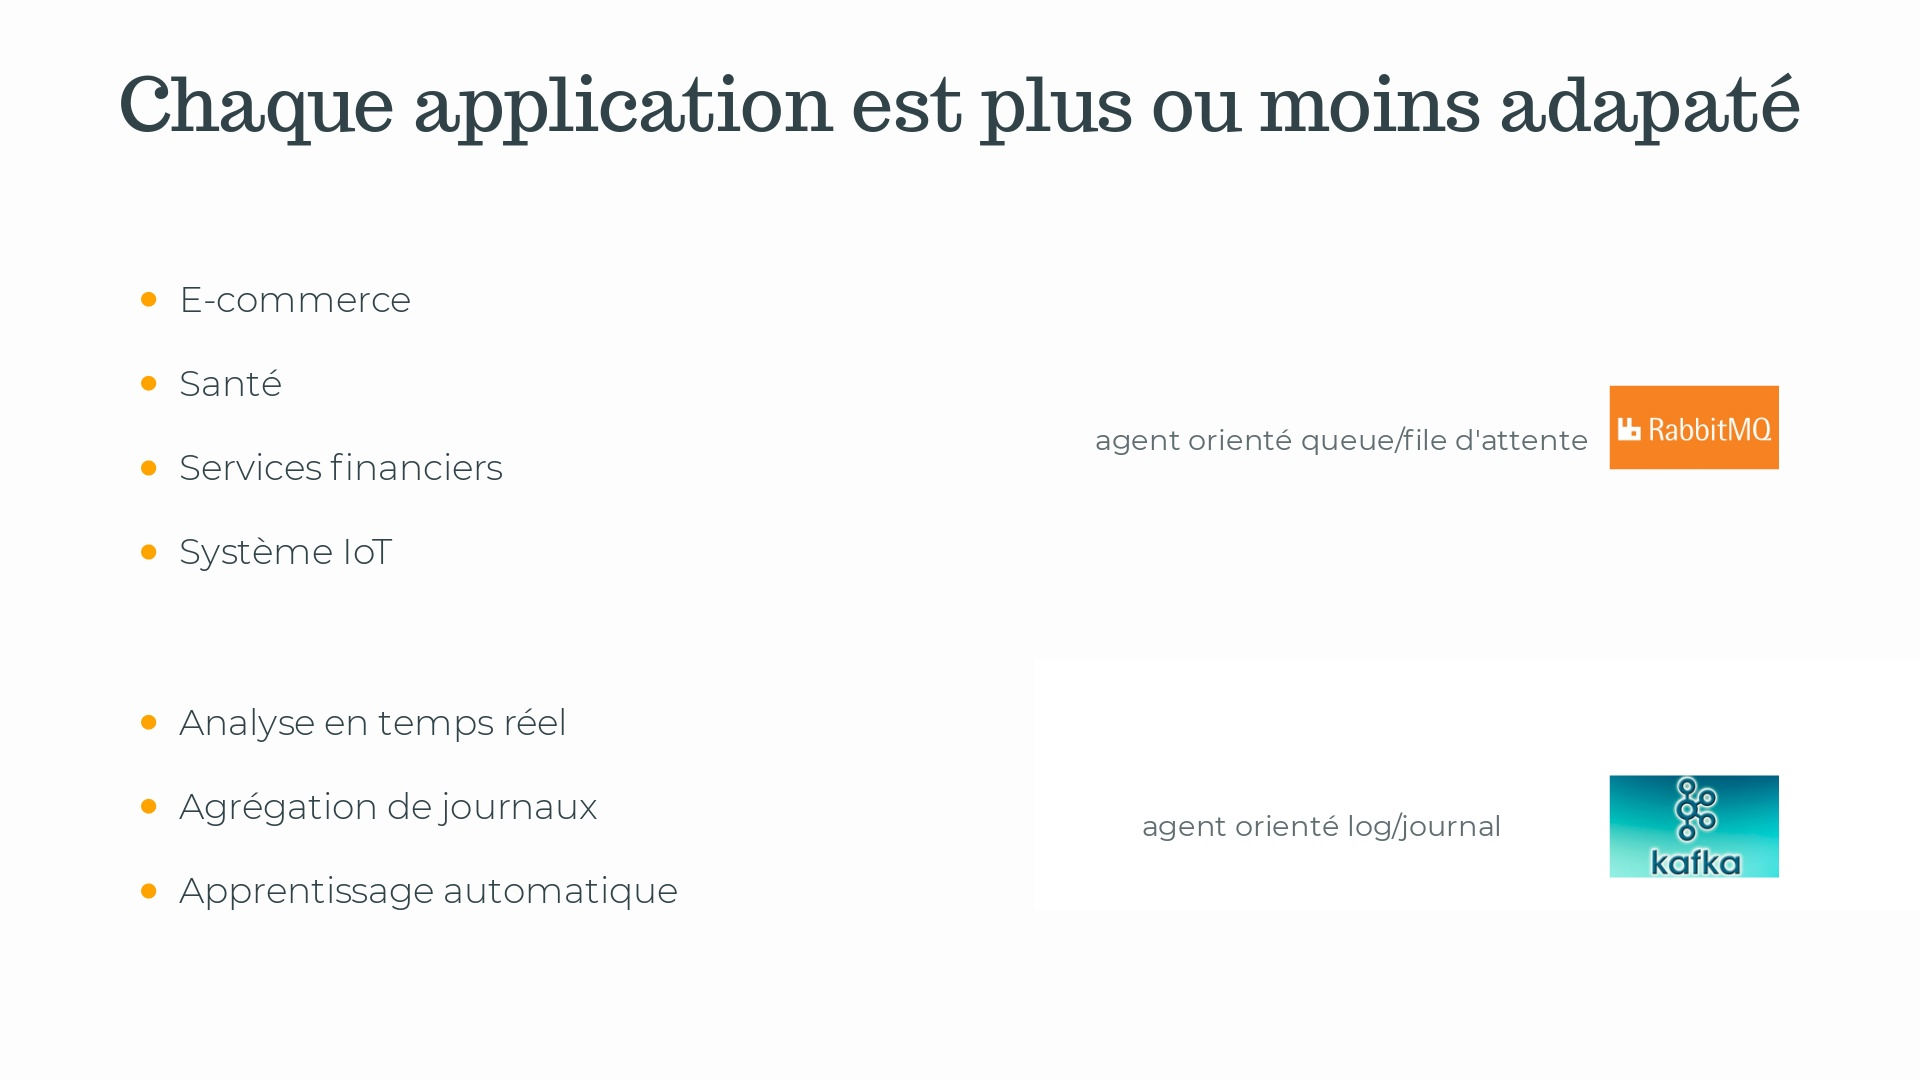 Chaque application est plus ou moins adapaté
E-commerce
Santé
Services financiers
Système IoT
agent orienté queue/file d'attente
RabbitMQ
Analyse en temps réel
Agrégation de journaux
Apprentissage automatique
agent orienté log/journal
kafka